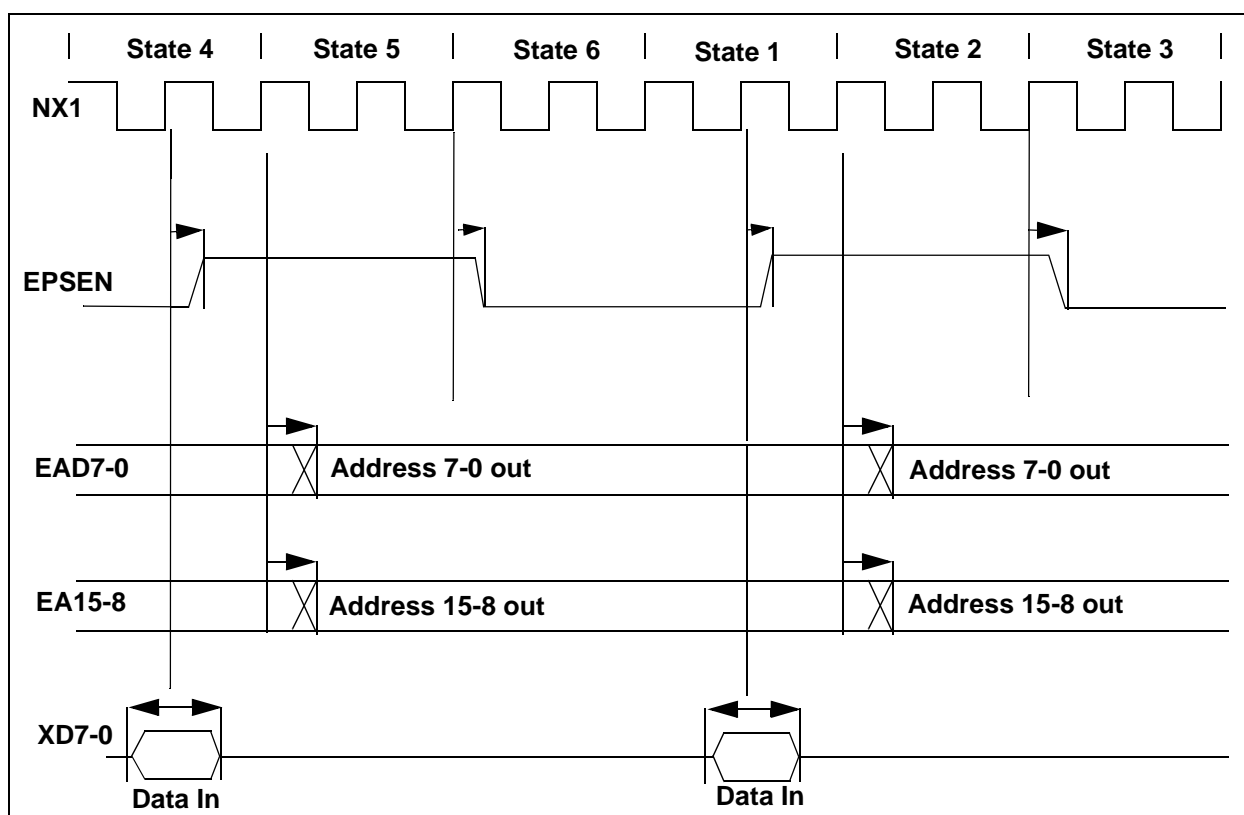 State 4 State 5 State 6 State 1 State 2 State 3
NX1
EPSEN
EAD7-0 Address 7-0 out Address 7-0 out
EA15-8 Address 15-8 out Address 15-8 out
XD7-0
Data In Data In